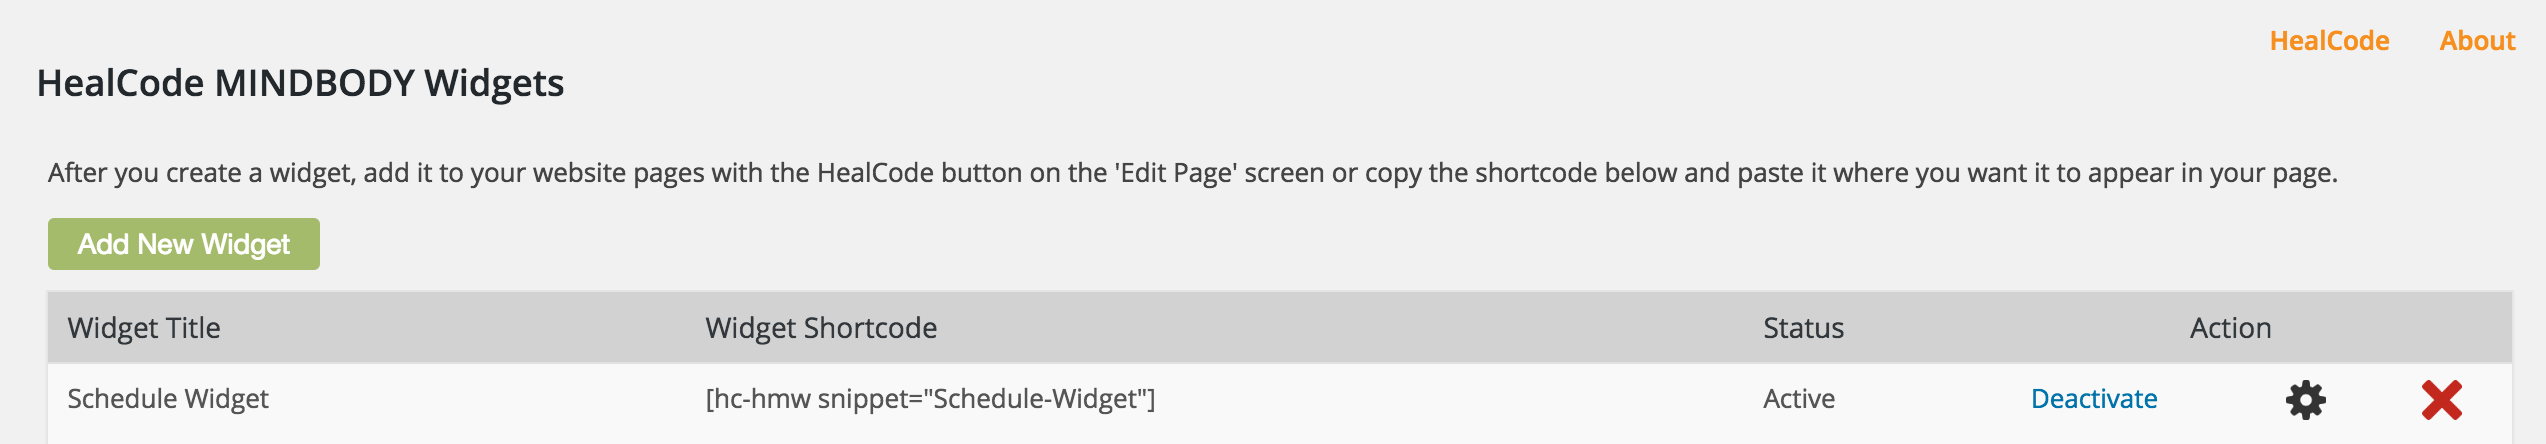 HealCode About
HealCode MINDBODY Widgets
After you create a widget, add it to your website pages with the HealCode button on the 'Edit Page' screen or copy the shortcode below and paste it where you want it to appear in your page.
Add New Widget
Widget Title Widget Shortcode Status Action
Schedule Widget [hc-hmw snippet="Schedule-Widget"] Active Deactivate